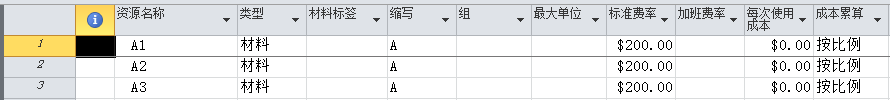 资源名称 类型 材料标签 缩写 组 最大单位 标准费率 加班费率 每次使用成本 成本累算
1 A1 材料 A $200.00 $0.00 按比例
2 A2 材料 A $200.00 $0.00 按比例
3 A3 材料 A $200.00 $0.00 按比例